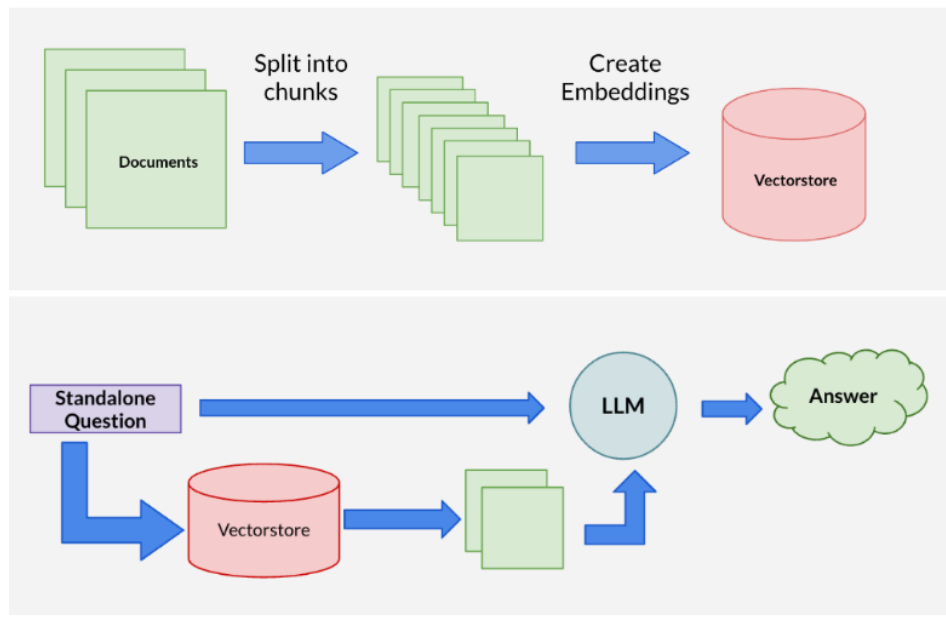 Split into
chunks
Create
Embeddings
Documents
Vectorstore
Standalone
Question
LLM
Answer
Vectorstore